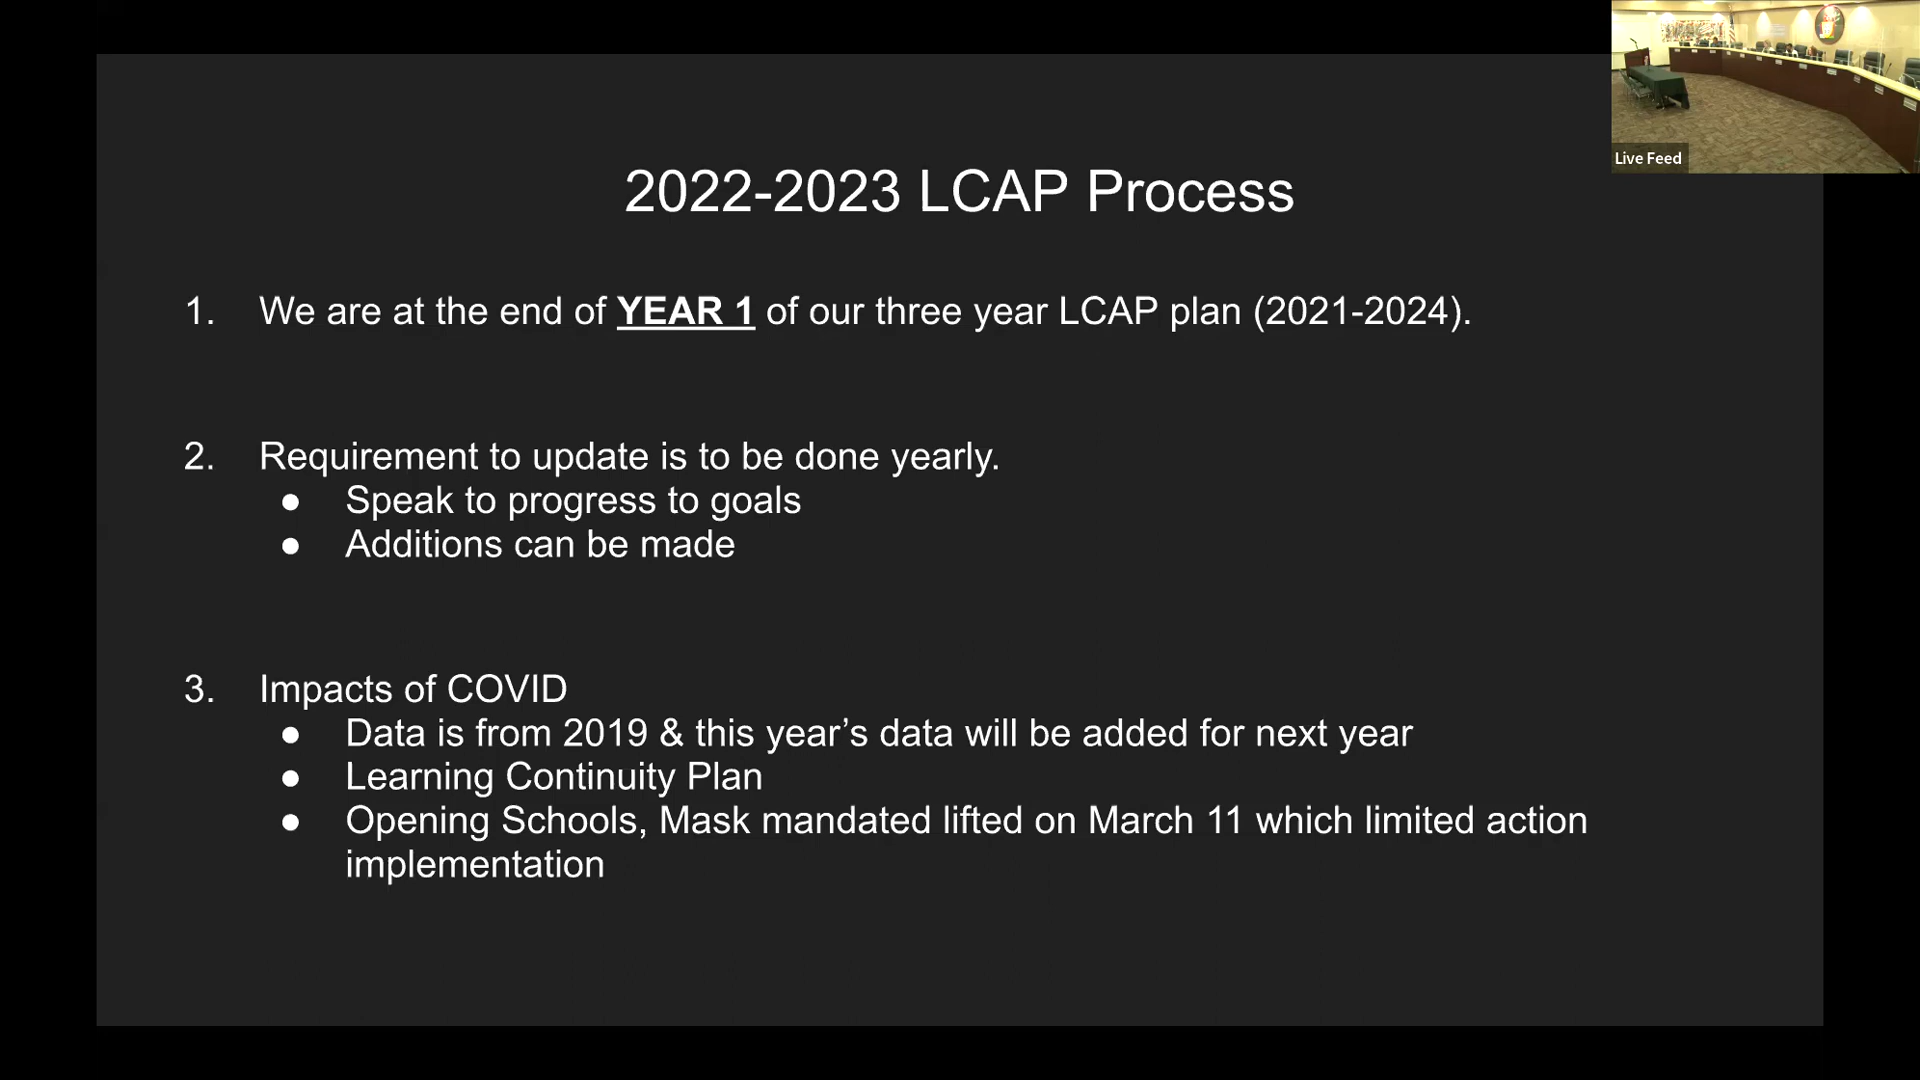 Live Feed
2022-2023 LCAP Process
1. We are at the end of YEAR 1 of our three year LCAP plan (2021-2024).
2. Requirement to update is to be done yearly.
● Speak to progress to goals
● Additions can be made
3. Impacts of COVID
● Data is from 2019 & this year’s data will be added for next year
● Learning Continuity Plan
● Opening Schools, Mask mandated lifted on March 11 which limited action
implementation